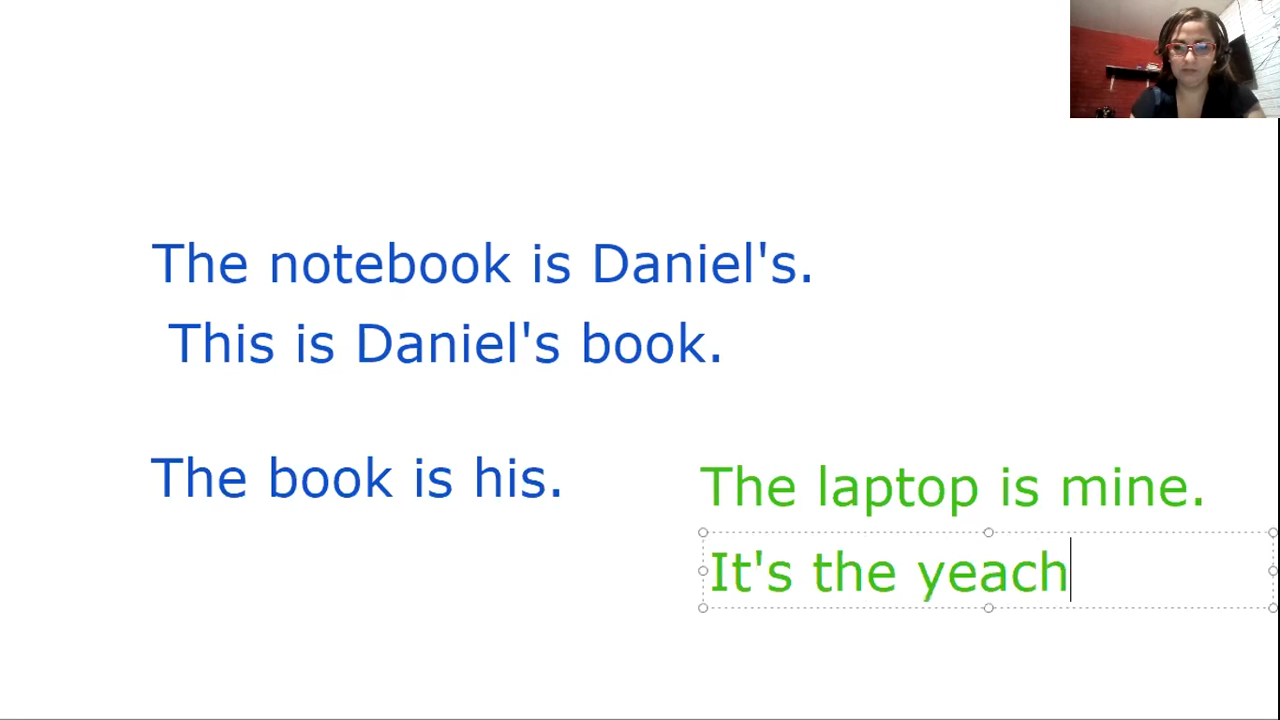 The notebook is Daniel's.
This is Daniel's book.
The book is his.
The laptop is mine.
It's the yeach